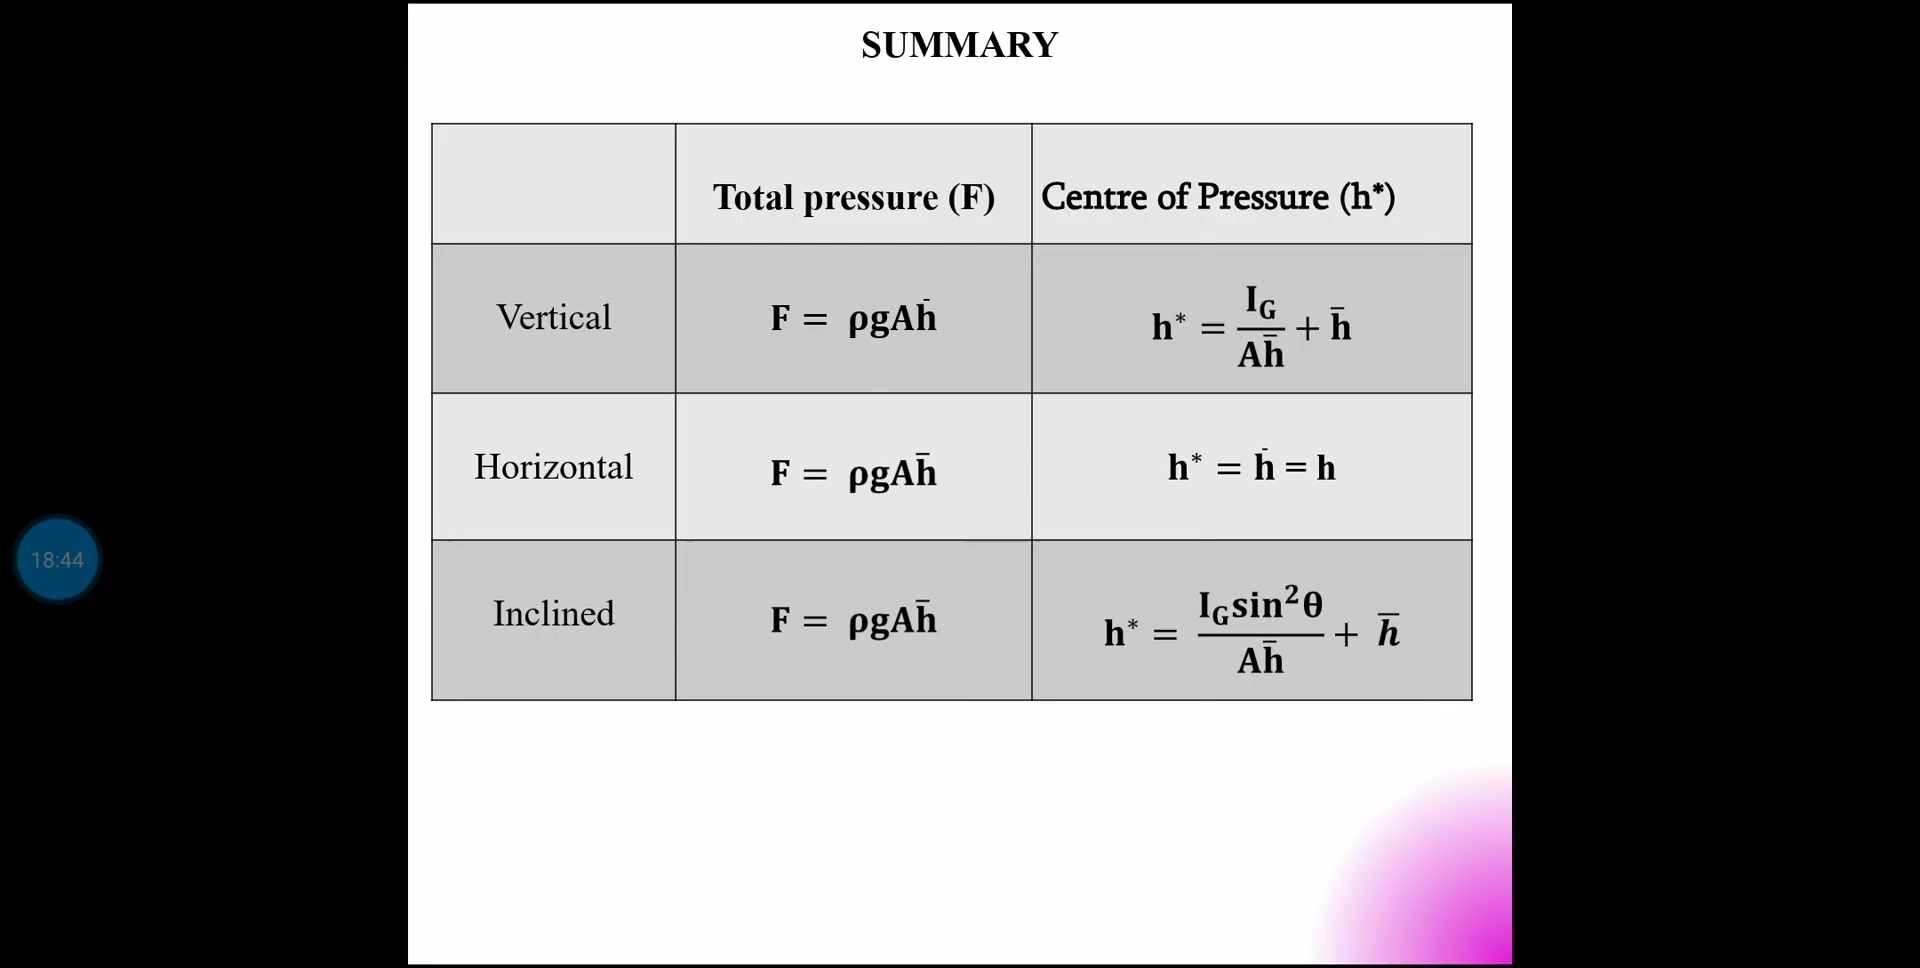 SUMMARY
Total pressure (F) Centre of Pressure (h*)
Vertical F = ρgAh̄ h* = I_G/Ah̄ + h̄
Horizontal F = ρgAh̄ h* = h̄ = h
18:44
Inclined F = ρgAh̄ h* = I_G sin²θ/Ah̄ + h̄